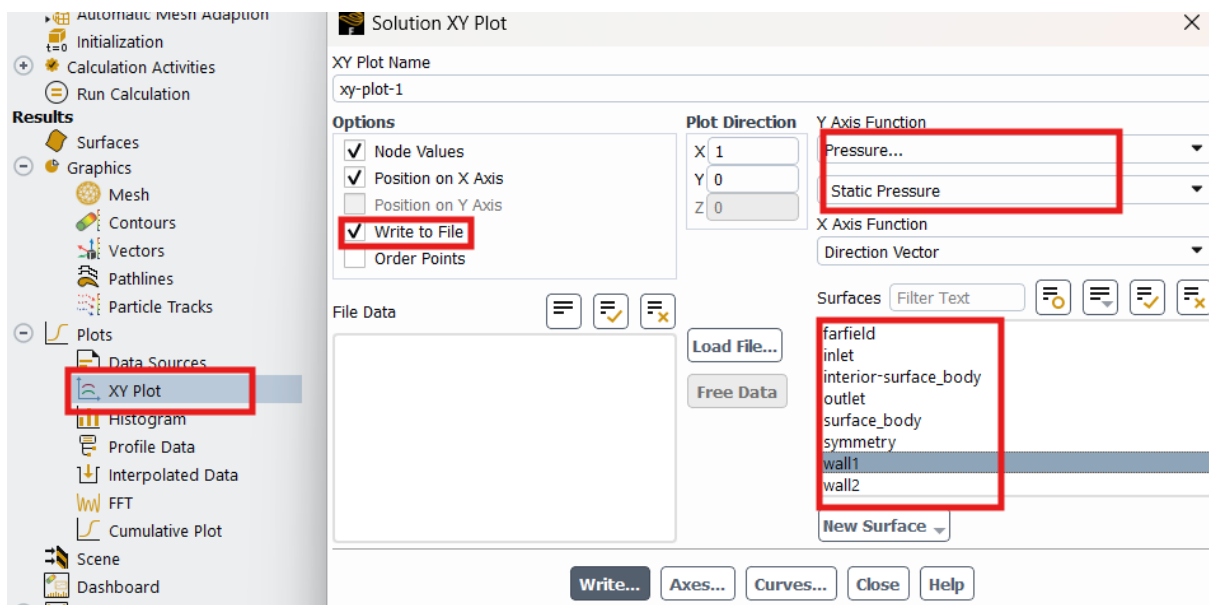 Automatic Mesh Adaption
t=0 Initialization
Calculation Activities
Run Calculation
Results
Surfaces
Graphics
Mesh
Contours
Vectors
Pathlines
Particle Tracks
Plots
Data Sources
XY Plot
Histogram
Profile Data
Interpolated Data
FFT
Cumulative Plot
Scene
Dashboard
F Solution XY Plot
XY Plot Name
xy-plot-1
Options
Node Values
Position on X Axis
Position on Y Axis
Write to File
Order Points
Plot Direction
X 1
Y 0
Z 0
Y Axis Function
Pressure...
Static Pressure
X Axis Function
Direction Vector
File Data
Load File...
Free Data
Surfaces Filter Text
farfield
inlet
interior-surface_body
outlet
surface_body
symmetry
wall1
wall2
New Surface
Write... Axes... Curves... Close Help